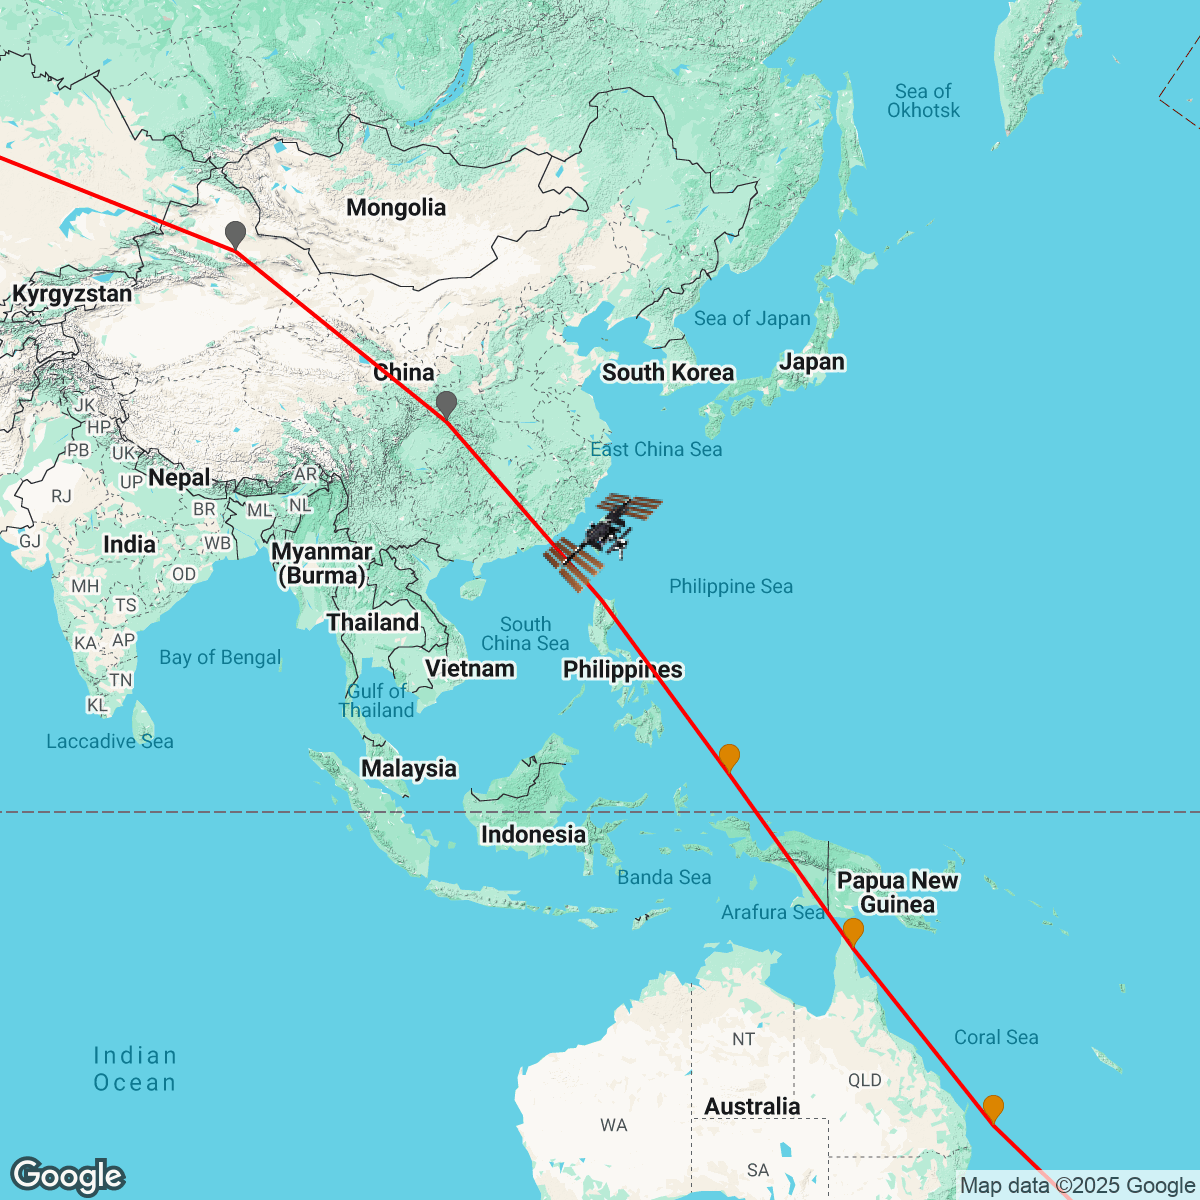 Sea of
Okhotsk
Mongolia
Kyrgyzstan
Sea of Japan
Japan
China
South Korea
JK
HP
PB
UK
East China Sea
UP
Nepal
AR
RJ
BR
ML
NL
GJ
India
WB
Myanmar
(Burma)
OD
MH
Philippine Sea
TS
Thailand
South
China Sea
KA
AP
Bay of Bengal
Vietnam
Philippines
TN
KL
Gulf of
Thailand
Laccadive Sea
Malaysia
Indonesia
Banda Sea
Papua New
Guinea
Arafura Sea
Indian
Ocean
NT
Coral Sea
QLD
Australia
WA
SA
Google
Map data ©2025 Google